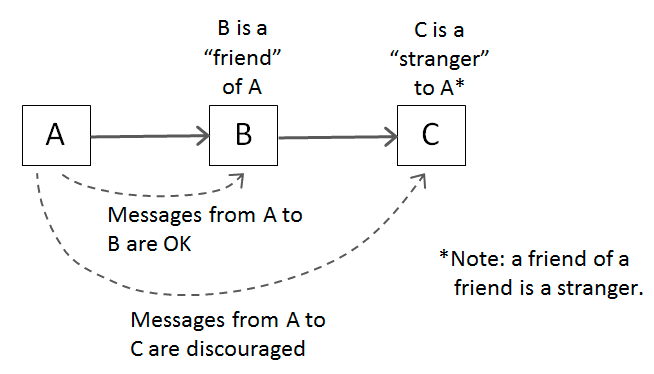 B is a
“friend”
of A
C is a
“stranger”
to A*
A
B
C
Messages from A to
B are OK
*Note: a friend of a
friend is a stranger.
Messages from A to
C are discouraged